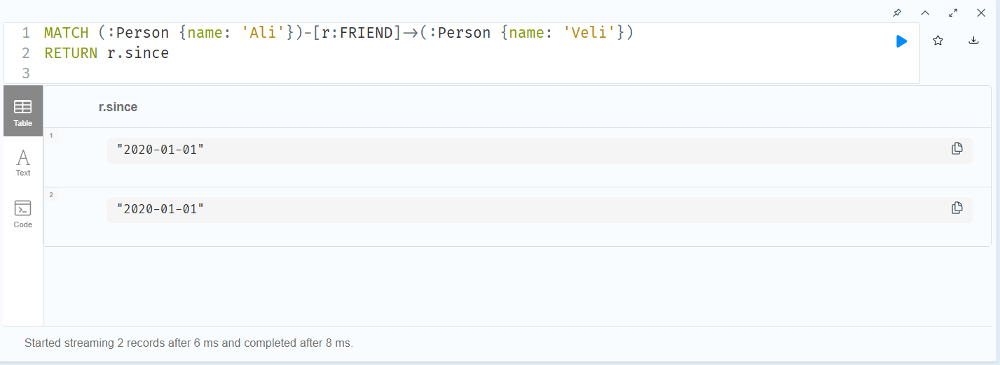 1 MATCH (:Person {name: 'Ali'})-[r:FRIEND]->(:Person {name: 'Veli'})
2 RETURN r.since
3
Table
r.since
1
"2020-01-01"
Text
2
"2020-01-01"
Code
Started streaming 2 records after 6 ms and completed after 8 ms.